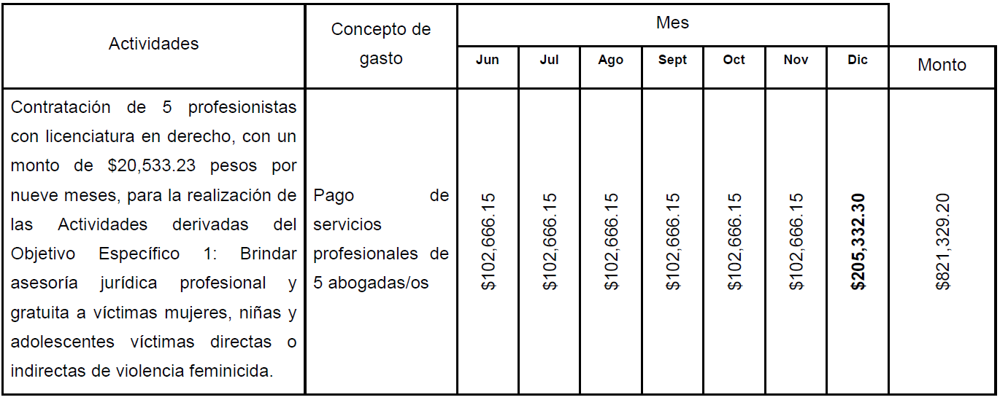 Actividades
Concepto de
gasto
Mes
Jun
Jul
Ago
Sept
Oct
Nov
Dic
Monto
Contratación de 5 profesionistas
con licenciatura en derecho, con un
monto de $20,533.23 pesos por
nueve meses, para la realización de
las Actividades derivadas del
Objetivo Específico 1: Brindar
asesoría jurídica profesional y
gratuita a víctimas mujeres, niñas y
adolescentes víctimas directas o
indirectas de violencia feminicida.
Pago de
servicios
profesionales de
5 abogadas/os
$102,666.15
$102,666.15
$102,666.15
$102,666.15
$102,666.15
$102,666.15
$205,332.30
$821,329.20